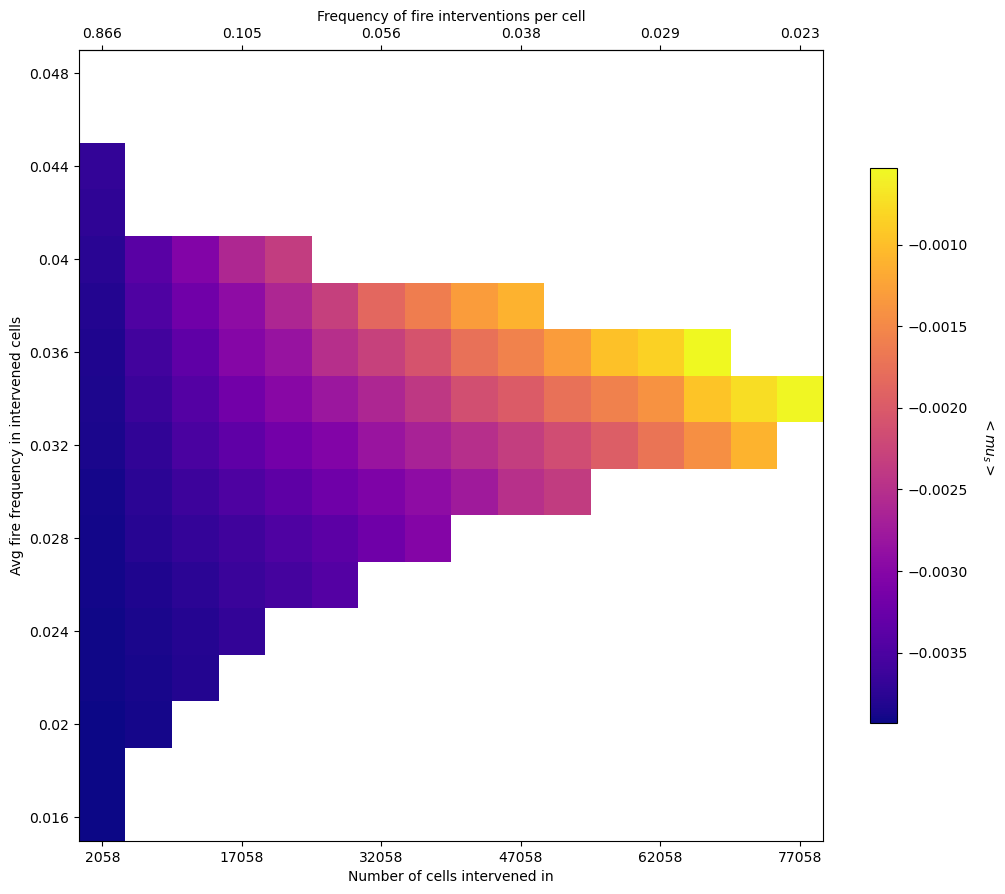 Frequency of fire interventions per cell
0.866 0.105 0.056 0.038 0.029 0.023
0.048
0.044
0.04
0.036
0.032
0.028
0.024
0.02
0.016
Avg fire frequency in intervened cells
2058 17058 32058 47058 62058 77058
Number of cells intervened in
−0.0010
−0.0015
−0.0020
−0.0025
−0.0030
−0.0035
< mu_s >